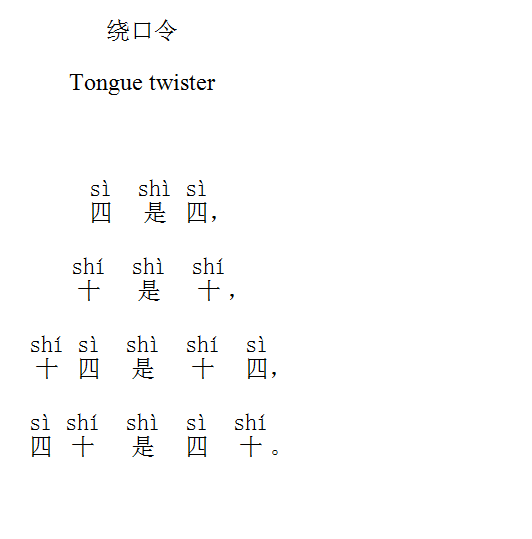 绕口令
Tongue twister
sì shì sì
四 是 四，
shí shì shí
十 是 十，
shí sì shì shí sì
十 四 是 十 四，
sì shí shì sì shí
四 十 是 四 十。